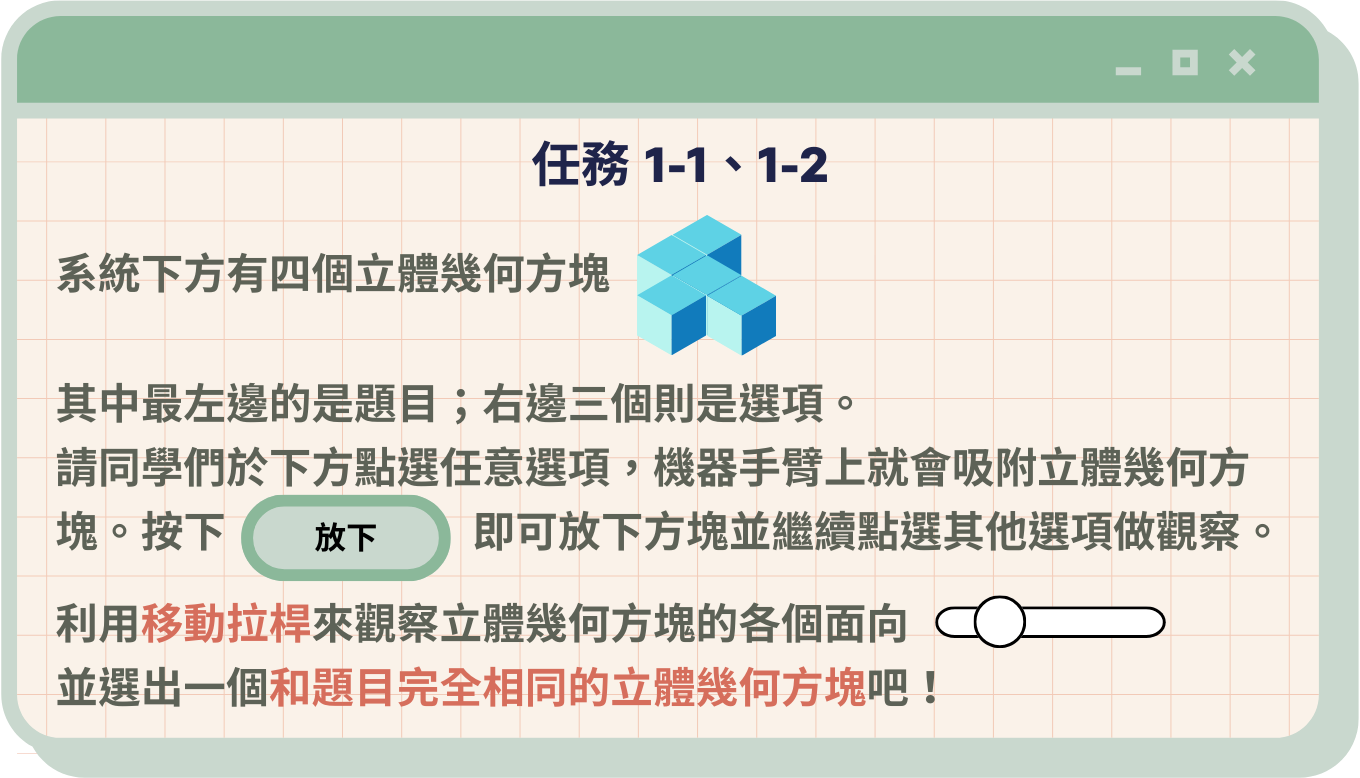 任務 1-1、1-2
系統下方有四個立體幾何方塊
其中最左邊的是題目；右邊三個則是選項。
請同學們於下方點選任意選項，機器手臂上就會吸附立體幾何方
塊。按下 放下 即可放下方塊並繼續點選其他選項做觀察。
利用移動拉桿來觀察立體幾何方塊的各個面向
並選出一個和題目完全相同的立體幾何方塊吧！